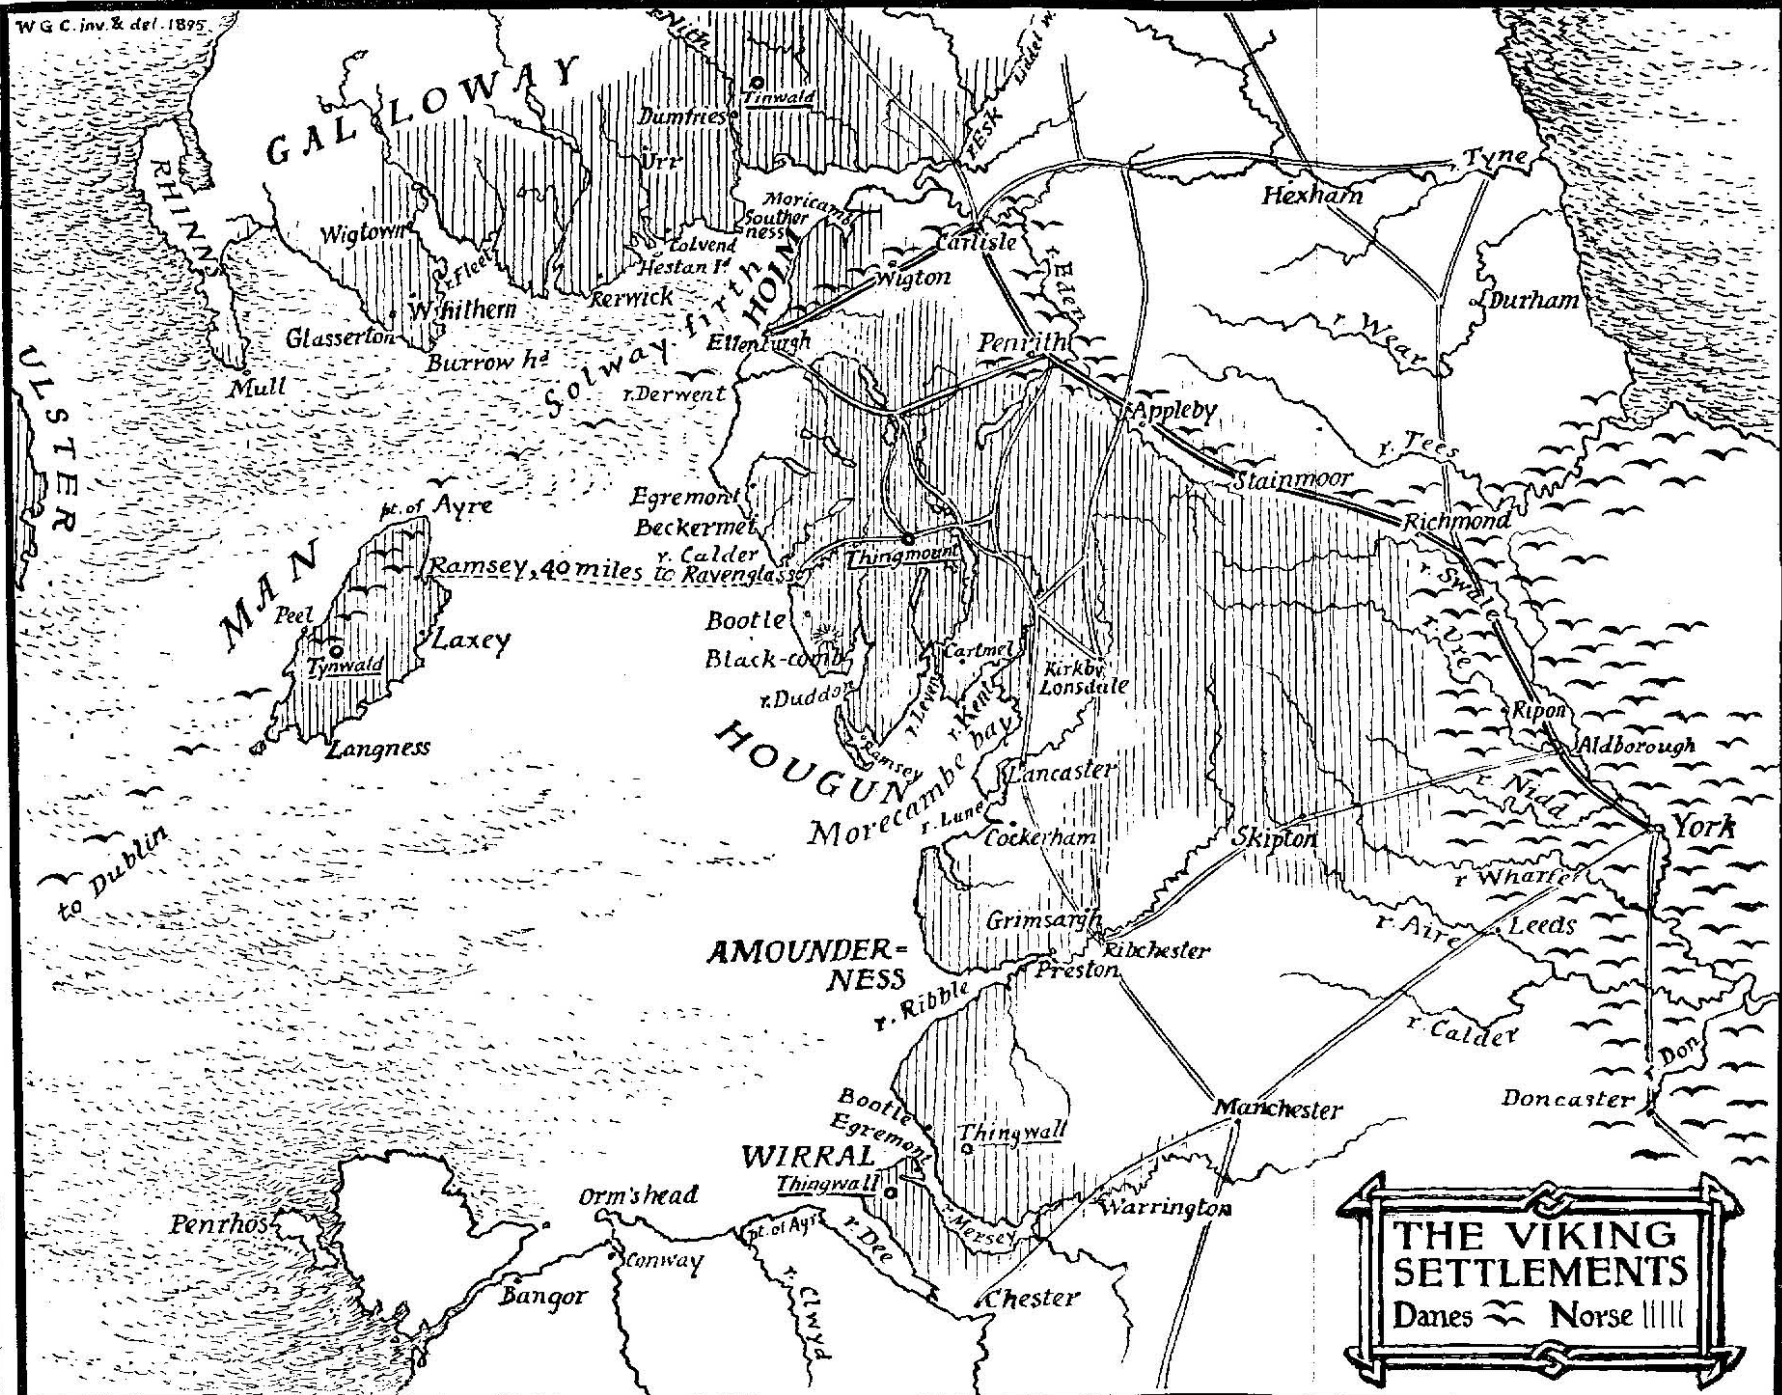 W G C. inv. & del. 1895
GALLOWAY
RHINNS
r. Nith
Tinwald
Dumfries
Urr
Liddel w.
r. Esk
Tyne
Hexham
Moricamb
Souther
ness
Colvend
Hestan Id
Rerwick
Wigtown
r. Fleet
Whithern
Glasserton
Burrow hd
Mull
ULSTER
Solway firth
HOLM
Carlisle
Wigton
r. Eden
Ellenburgh
Penrith
r. Derwent
Durham
r. Wear
Appleby
r. Tees
Stainmoor
Richmond
r. Swale
r. Ure
Egremont
Beckermet
r. Calder
Ramsey, 40 miles to Ravenglass
Thingmount
pt. of Ayre
MAN
Peel
Tynwald
Laxey
Langness
Bootle
Black-comb
r. Duddon
Cartmel
r. Leven
r. Kent
Kirkby
Lonsdale
Ramsey
HOUGUN
Morecambe bay
Lancaster
r. Lune
Cockerham
Ripon
Aldborough
r. Nidd
York
Skipton
r. Wharfe
r. Aire
Leeds
to Dublin
Grimsargh
Ribchester
Preston
AMOUNDER=
NESS
r. Ribble
r. Calder
Don
Doncaster
Manchester
Bootle
Egremont
Thingwall
WIRRAL
Thingwall
Warrington
r. Mersey
r. Dee
Chester
Penrhos
Orm's head
pt. of Ayr
Conway
Bangor
r. Clwyd
THE VIKING
SETTLEMENTS
Danes Norse